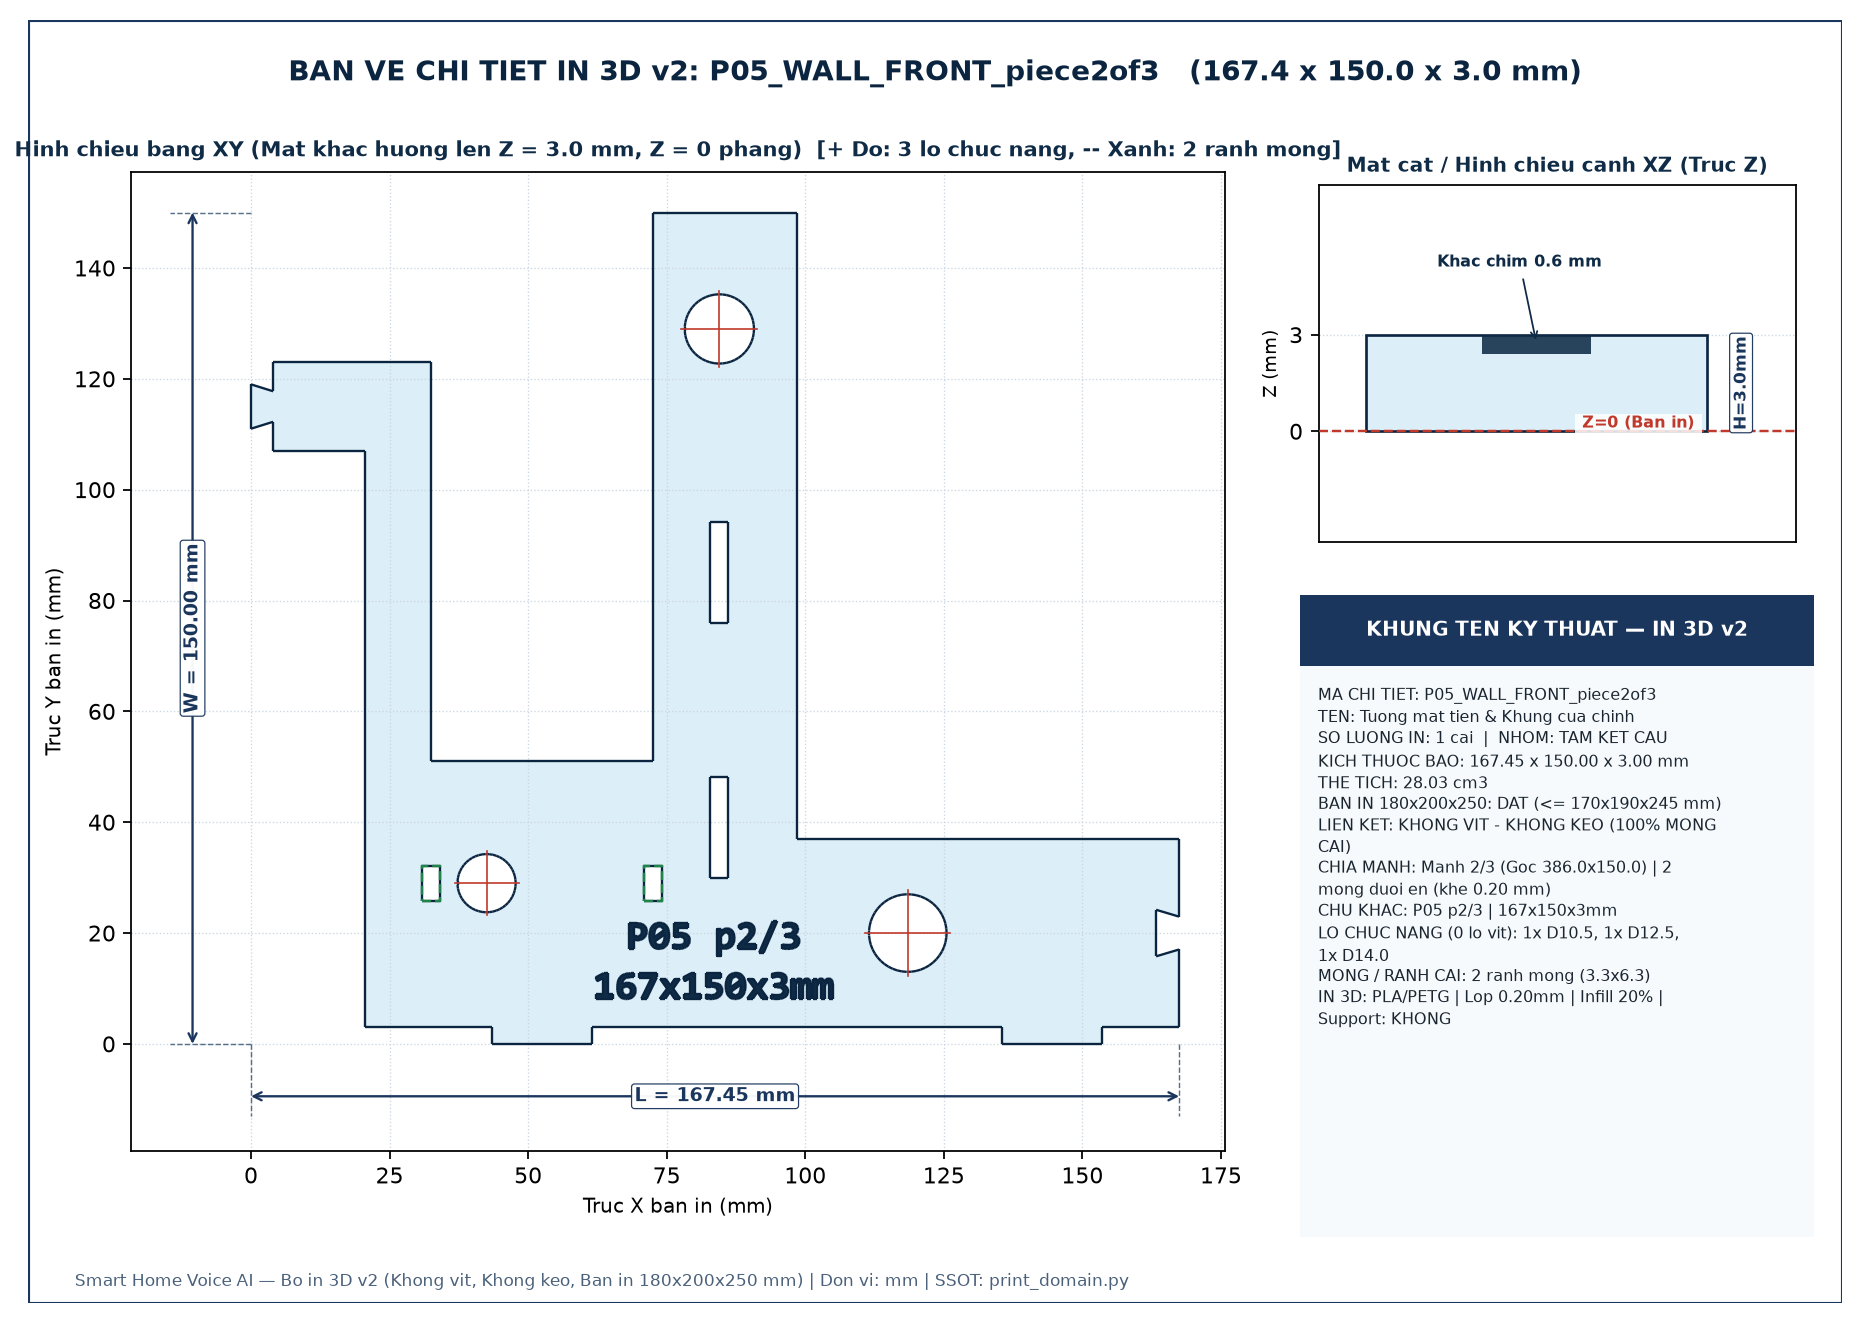 BAN VE CHI TIET IN 3D v2: P05_WALL_FRONT_piece2of3 (167.4 x 150.0 x 3.0 mm)
Hinh chieu bang XY (Mat khac huong len Z = 3.0 mm, Z = 0 phang) [+ Do: 3 lo chuc nang, -- Xanh: 2 ranh mong]
Truc Y ban in (mm)
140
120
100
80
60
40
20
0
W = 150.00 mm
P05 p2/3
167x150x3mm
L = 167.45 mm
0
25
50
75
100
125
150
175
Truc X ban in (mm)
Mat cat / Hinh chieu canh XZ (Truc Z)
Khac chim 0.6 mm
Z (mm)
3
0
Z=0 (Ban in)
H=3.0mm
KHUNG TEN KY THUAT — IN 3D v2
MA CHI TIET: P05_WALL_FRONT_piece2of3
TEN: Tuong mat tien & Khung cua chinh
SO LUONG IN: 1 cai | NHOM: TAM KET CAU
KICH THUOC BAO: 167.45 x 150.00 x 3.00 mm
THE TICH: 28.03 cm3
BAN IN 180x200x250: DAT (<= 170x190x245 mm)
LIEN KET: KHONG VIT - KHONG KEO (100% MONG
CAI)
CHIA MANH: Manh 2/3 (Goc 386.0x150.0) | 2
mong duoi en (khe 0.20 mm)
CHU KHAC: P05 p2/3 | 167x150x3mm
LO CHUC NANG (0 lo vit): 1x D10.5, 1x D12.5,
1x D14.0
MONG / RANH CAI: 2 ranh mong (3.3x6.3)
IN 3D: PLA/PETG | Lop 0.20mm | Infill 20% |
Support: KHONG
Smart Home Voice AI — Bo in 3D v2 (Khong vit, Khong keo, Ban in 180x200x250 mm) | Don vi: mm | SSOT: print_domain.py